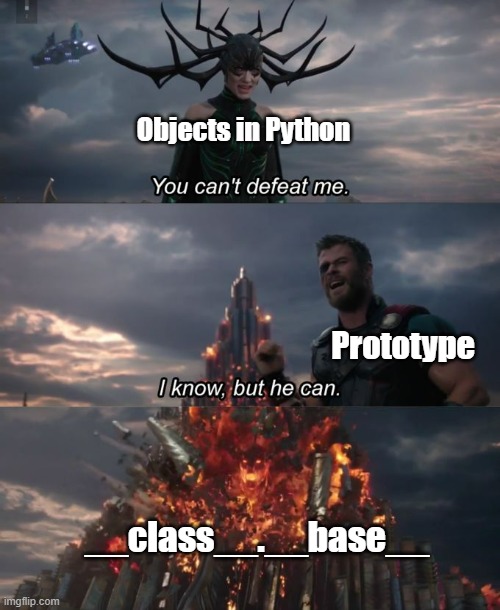 Objects in Python
You can't defeat me.
Prototype
I know, but he can.
__class__.__base__
imgflip.com